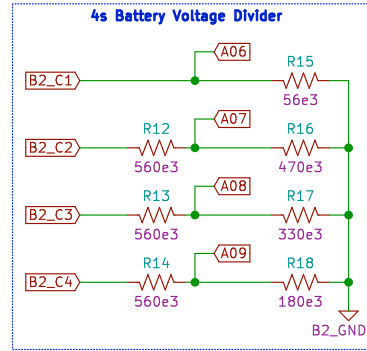 4s Battery Voltage Divider
A06
R15
B2_C1
56e3
A07
R12
R16
B2_C2
560e3
470e3
A08
R13
R17
B2_C3
560e3
330e3
A09
R14
R18
B2_C4
560e3
180e3
B2_GND